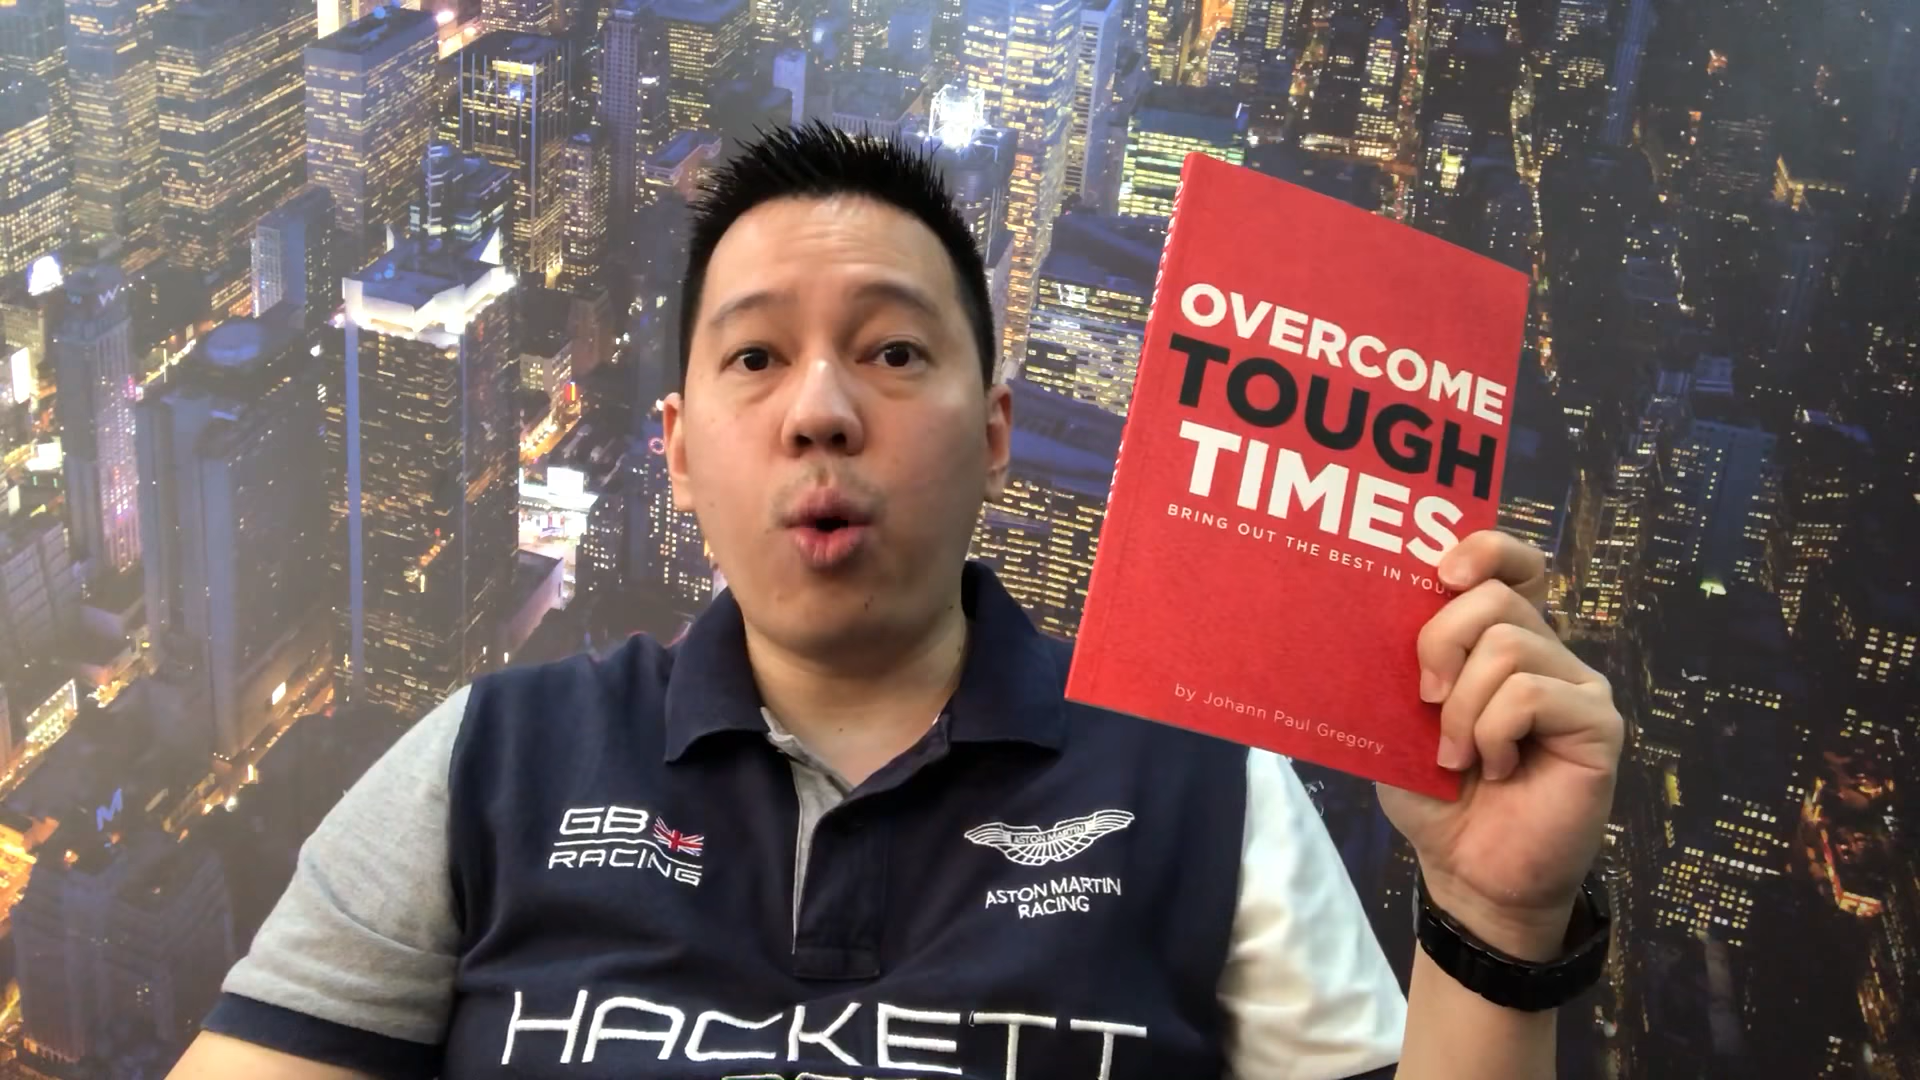 OVERCOME
TOUGH
TIMES
BRING OUT THE BEST IN YOU
by Johann Paul Gregory
GB
RACING
ASTON MARTIN
ASTON MARTIN
RACING
HACKETT